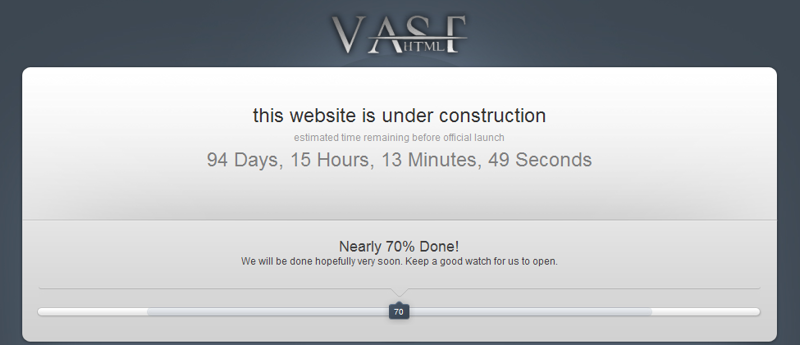 VAST
HTML
this website is under construction
estimated time remaining before official launch
94 Days, 15 Hours, 13 Minutes, 49 Seconds
Nearly 70% Done!
We will be done hopefully very soon. Keep a good watch for us to open.
70